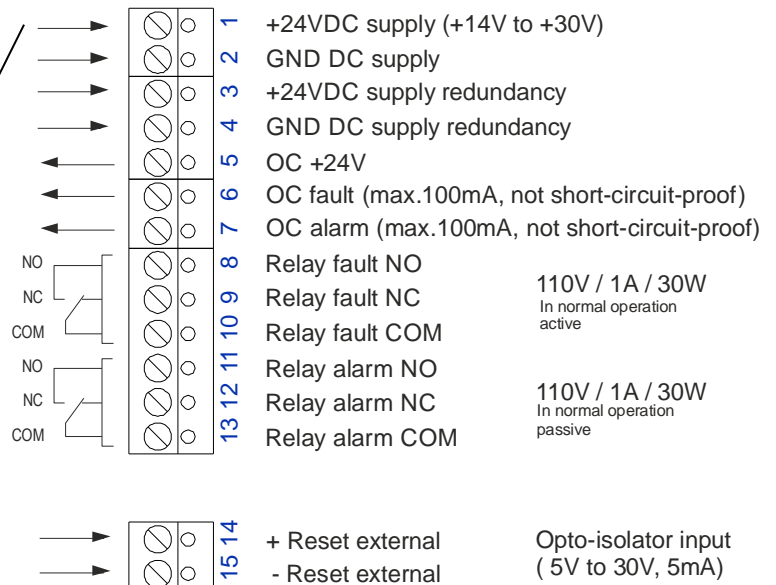 1 +24VDC supply (+14V to +30V)
2 GND DC supply
3 +24VDC supply redundancy
4 GND DC supply redundancy
5 OC +24V
6 OC fault (max.100mA, not short-circuit-proof)
7 OC alarm (max.100mA, not short-circuit-proof)
NO 8 Relay fault NO
NC 9 Relay fault NC
COM 10 Relay fault COM
110V / 1A / 30W
In normal operation
active
NO 11 Relay alarm NO
NC 12 Relay alarm NC
COM 13 Relay alarm COM
110V / 1A / 30W
In normal operation
passive
14 + Reset external
15 - Reset external
Opto-isolator input
( 5V to 30V, 5mA)